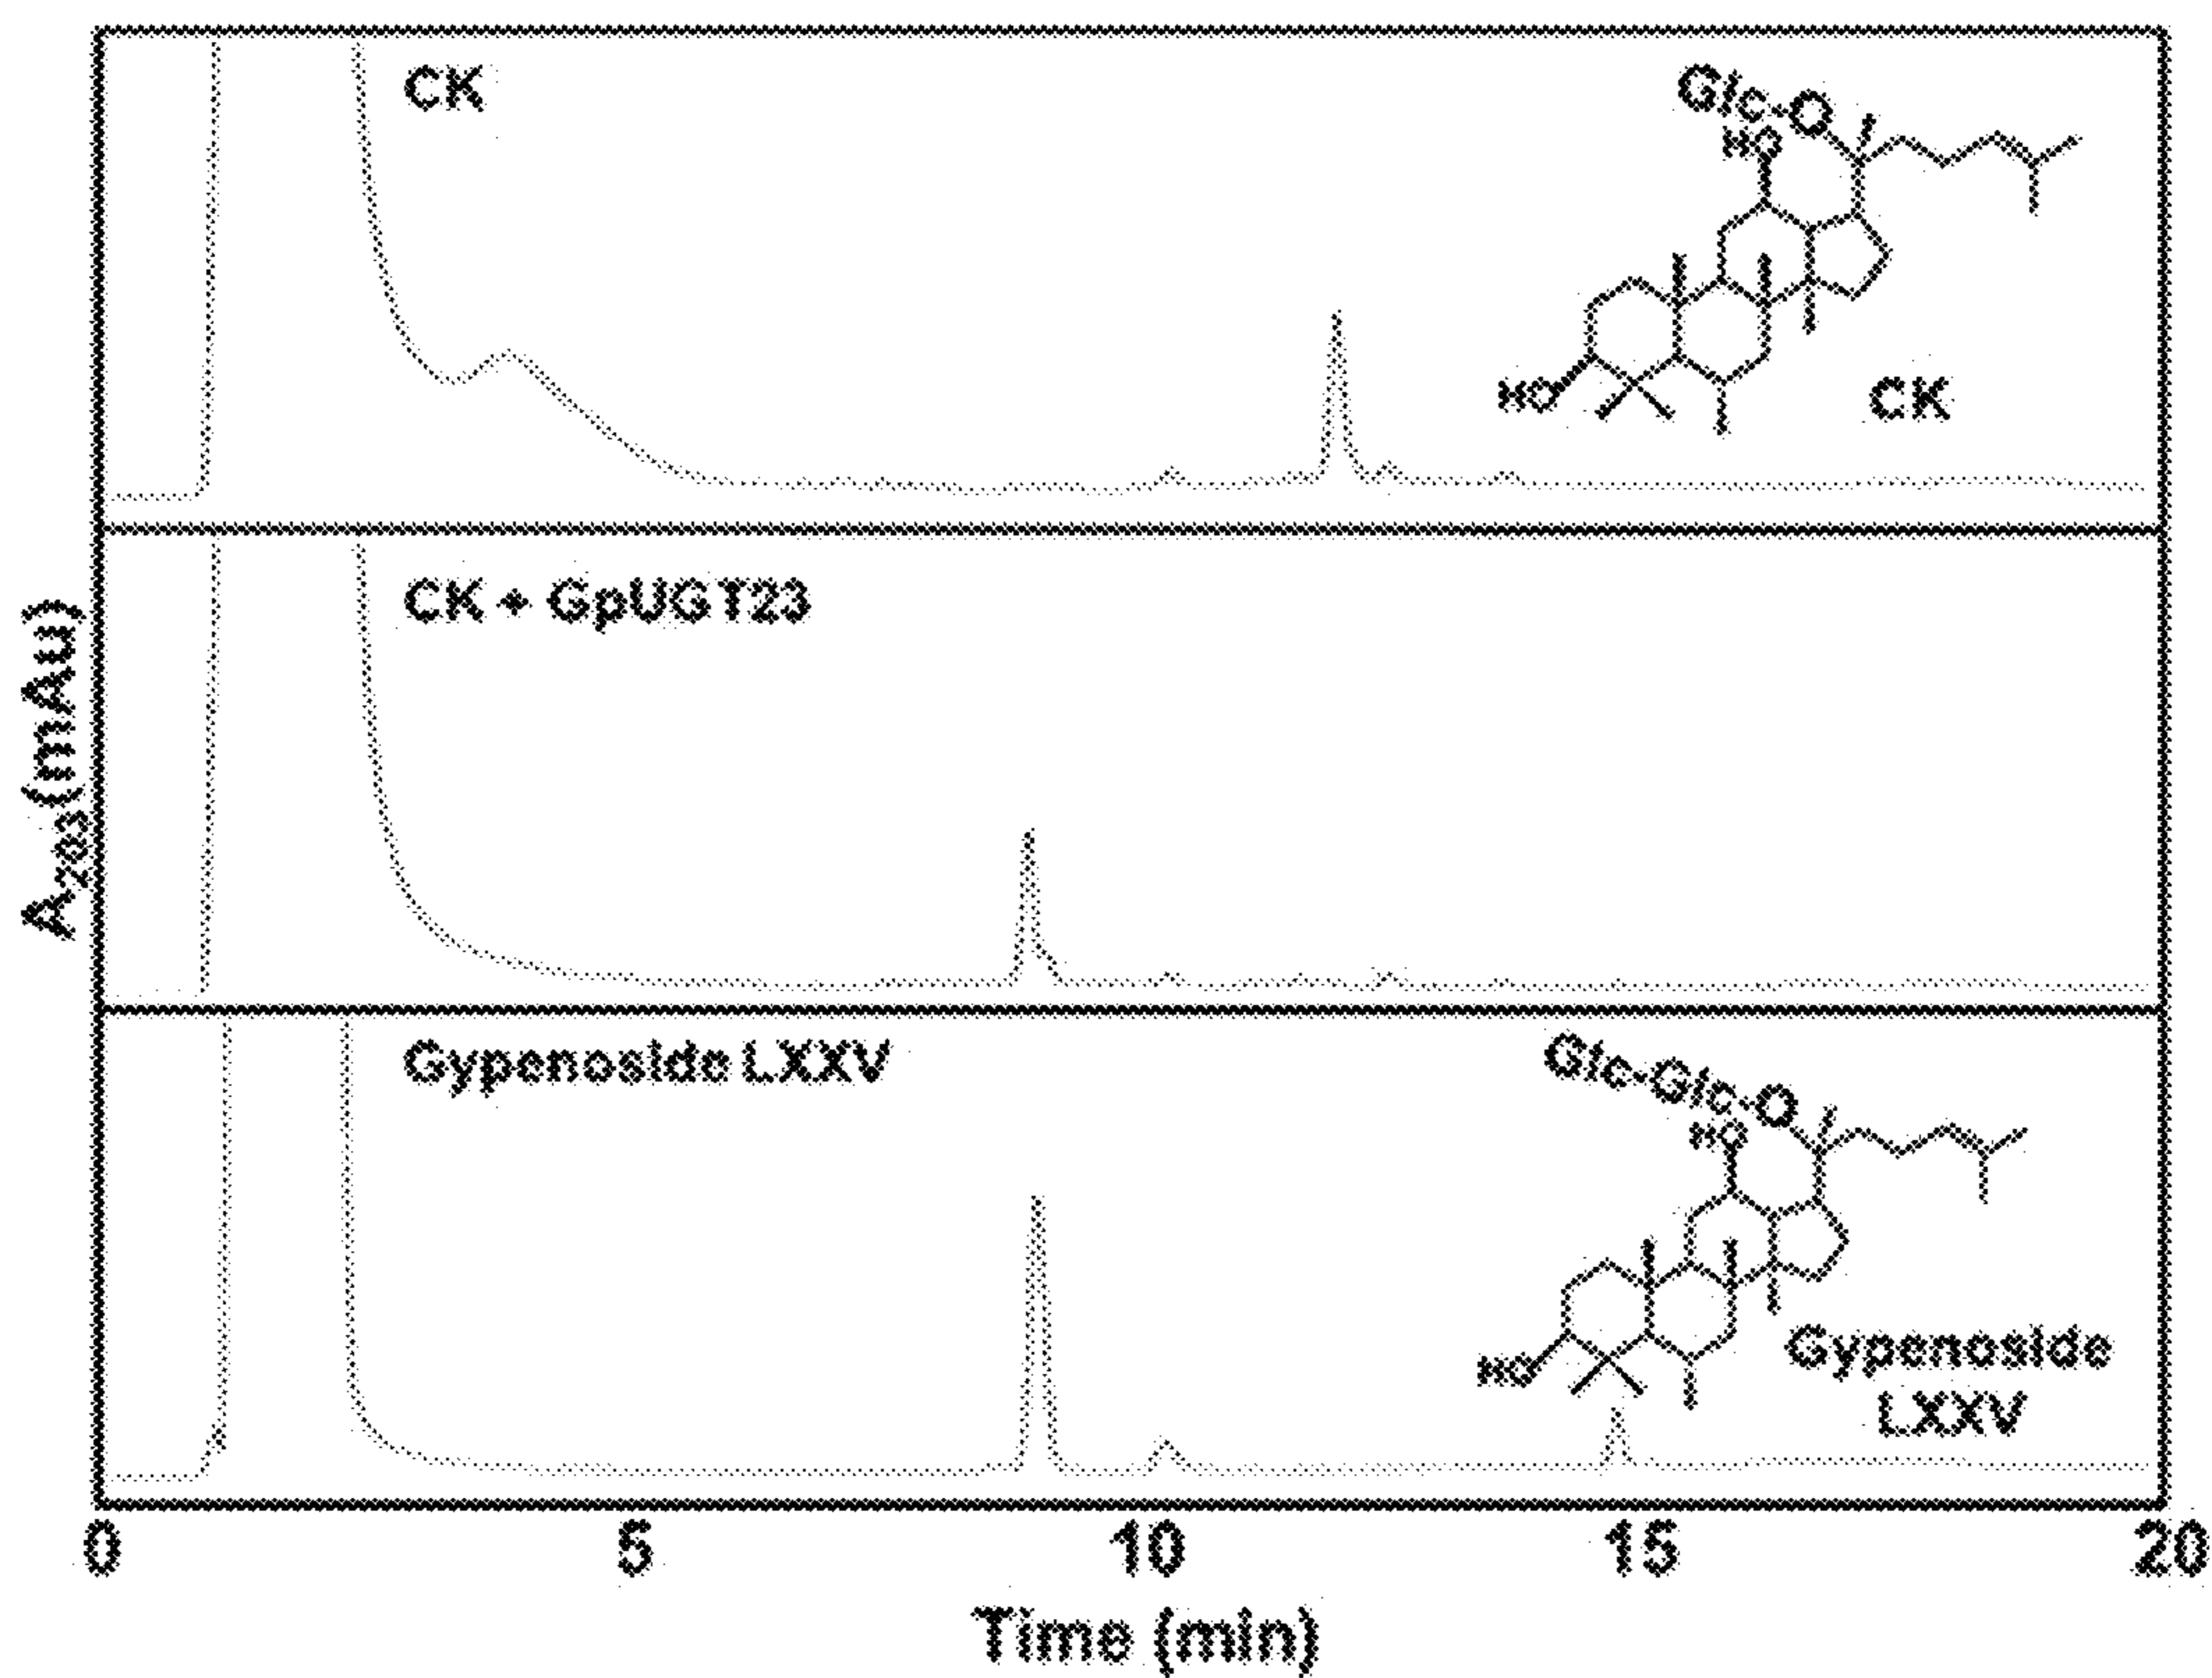 CK
Glc-O
HO
HO
CK
CK + GpUGT23
A203(mAu)
Gypenoside LXXV
Glc-Glc-O
HO
HO
Gypenoside
LXXV
0 5 10 15 20
Time (min)